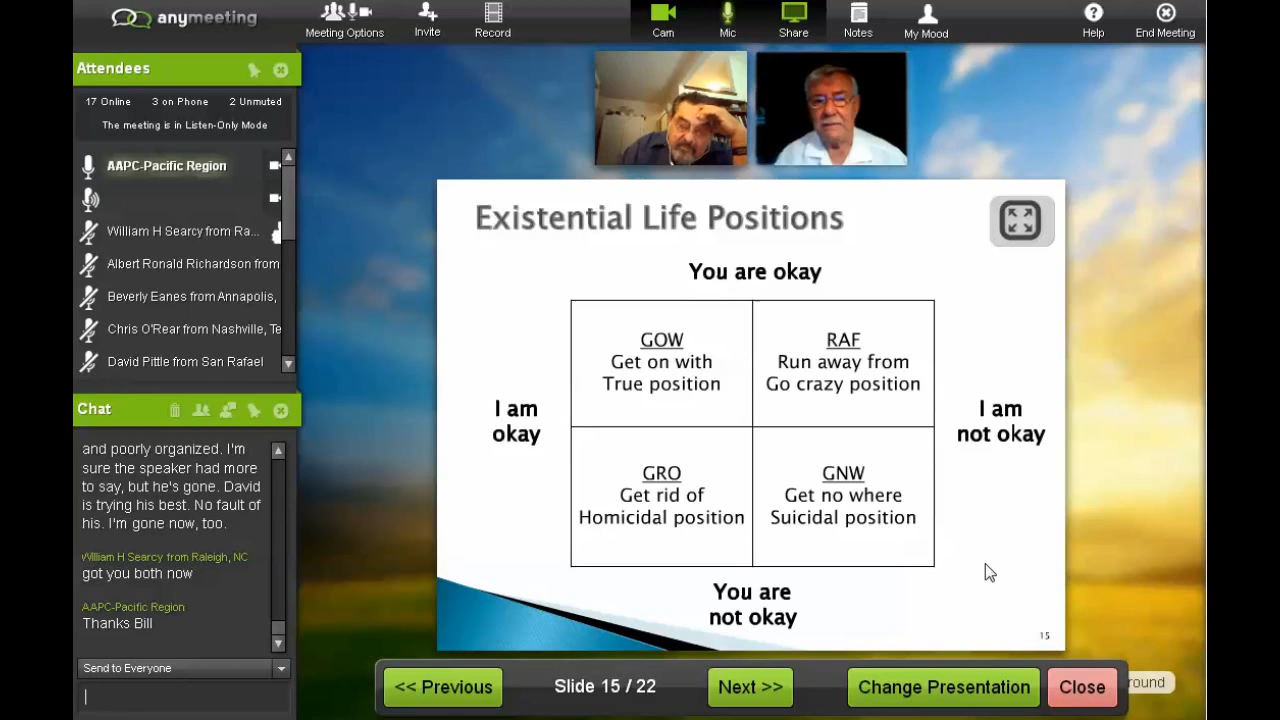 anymeeting
Meeting Options
Invite
Record
Cam
Mic
Share
Notes
My Mood
Help
End Meeting
Attendees
17 Online 3 on Phone 2 Unmuted
The meeting is in Listen-Only Mode
AAPC-Pacific Region
William H Searcy from Ra...
Albert Ronald Richardson from
Beverly Eanes from Annapolis,
Chris O'Rear from Nashville, Te
David Pittle from San Rafael
Chat
and poorly organized. I'm
sure the speaker had more
to say, but he's gone. David
is trying his best. No fault of
his. I'm gone now, too.
William H Searcy from Raleigh, NC
got you both now
AAPC-Pacific Region
Thanks Bill
Send to Everyone
Existential Life Positions
You are okay
GOW
Get on with
True position
RAF
Run away from
Go crazy position
I am
okay
I am
not okay
GRO
Get rid of
Homicidal position
GNW
Get no where
Suicidal position
You are
not okay
15
<< Previous
Slide 15 / 22
Next >>
Change Presentation
Close
round